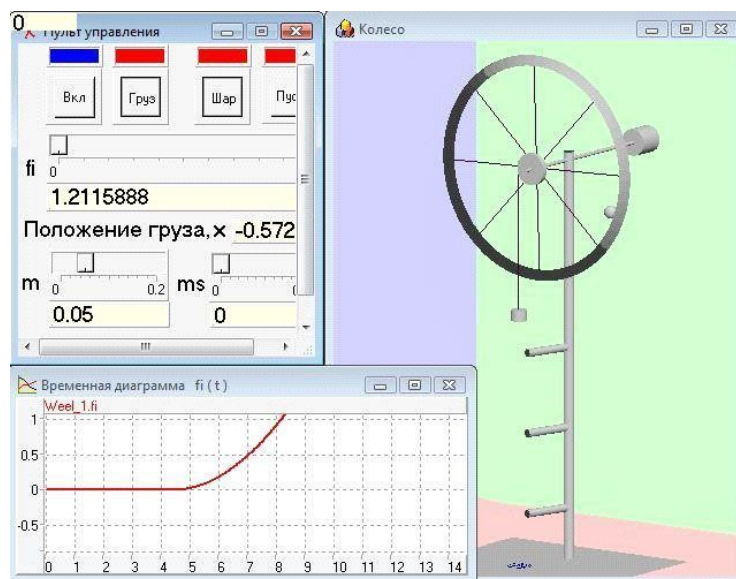 0
Пульт управления
Вкл Груз Шар
fi 0
1.2115888
Положение груза, x -0.572
m 0 0.2 ms 0
0.05 0
Колесо
Временная диаграмма fi ( t )
Weel_1.fi
1
0.5
0
-0.5
0 1 2 3 4 5 6 7 8 9 10 11 12 13 14